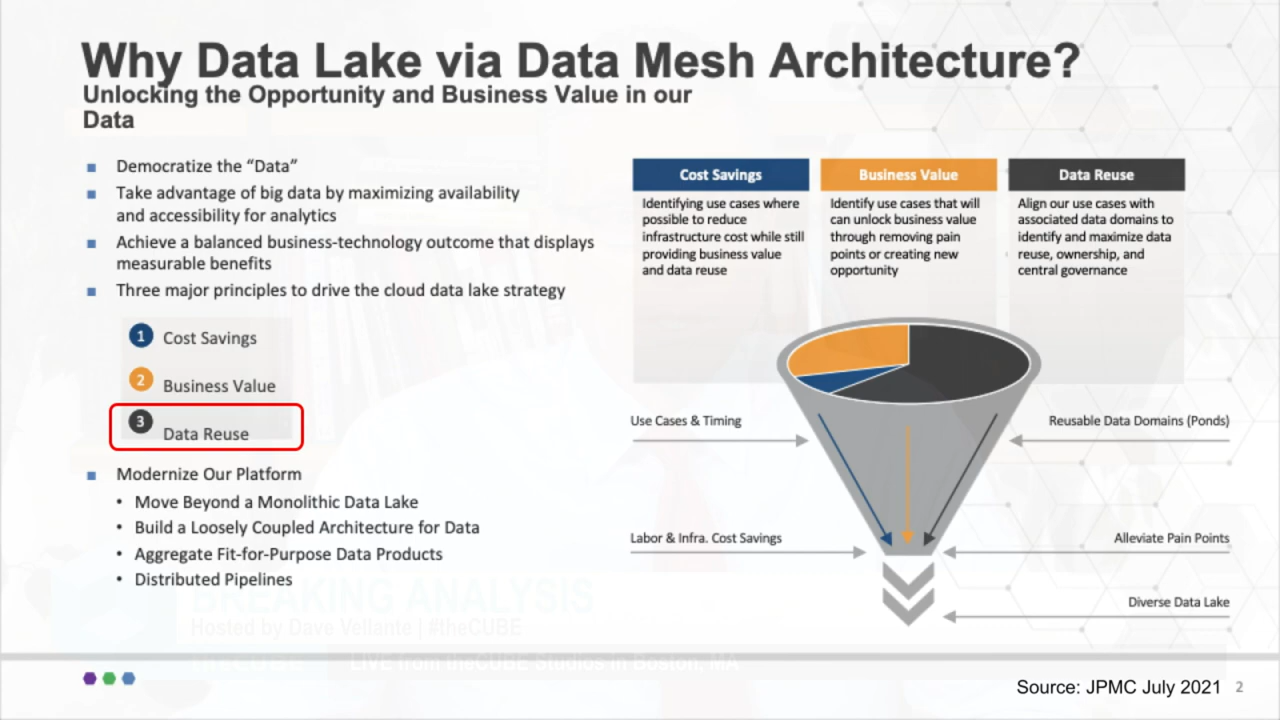 Why Data Lake via Data Mesh Architecture?
Unlocking the Opportunity and Business Value in our
Data
Democratize the “Data”
Take advantage of big data by maximizing availability
and accessibility for analytics
Achieve a balanced business-technology outcome that displays
measurable benefits
Three major principles to drive the cloud data lake strategy
1 Cost Savings
2 Business Value
3 Data Reuse
Modernize Our Platform
• Move Beyond a Monolithic Data Lake
• Build a Loosely Coupled Architecture for Data
• Aggregate Fit-for-Purpose Data Products
• Distributed Pipelines
Cost Savings
Identifying use cases where
possible to reduce
infrastructure cost while still
providing business value
and data reuse
Business Value
Identify use cases that will
can unlock business value
through removing pain
points or creating new
opportunity
Data Reuse
Align our use cases with
associated data domains to
identify and maximize data
reuse, ownership, and
central governance
Use Cases & Timing
Reusable Data Domains (Ponds)
Labor & Infra. Cost Savings
Alleviate Pain Points
Diverse Data Lake
BREAKING ANALYSIS
Hosted by Dave Vellante | #theCUBE
theCUBE
LIVE from theCUBE Studios in Boston, MA
Source: JPMC July 2021
2